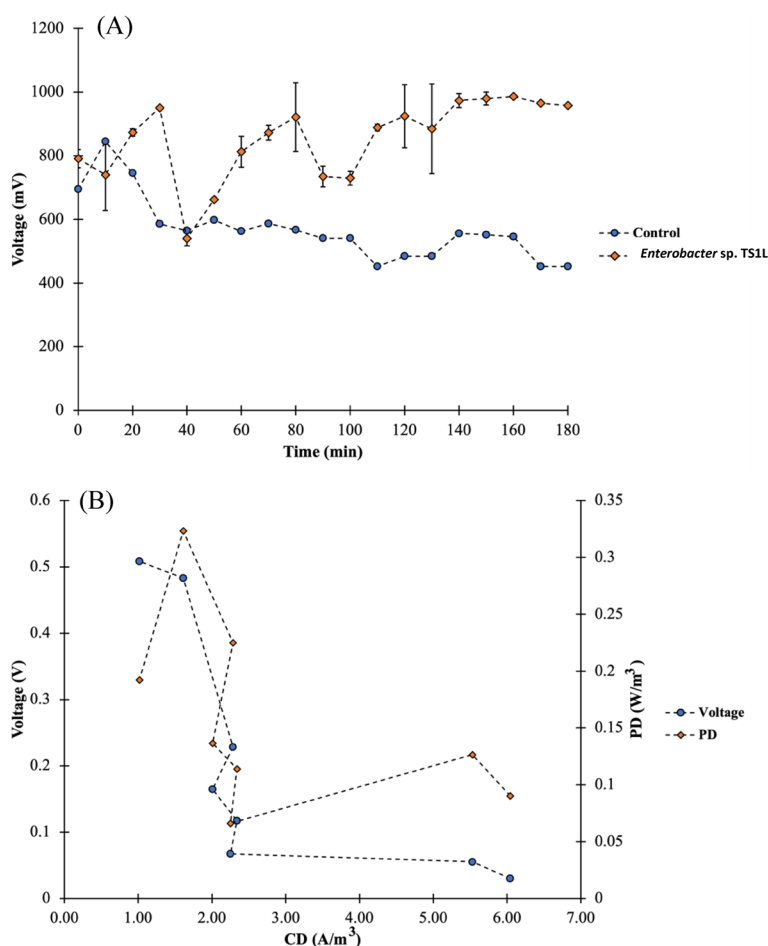 (A)
1200
1000
800
600
400
200
0
Voltage (mV)
0 20 40 60 80 100 120 140 160 180
Time (min)
Control
Enterobacter sp. TS1L
(B)
0.6
0.5
0.4
0.3
0.2
0.1
0
Voltage (V)
0.35
0.3
0.25
0.2
0.15
0.1
0.05
0
PD (W/m³)
0.00 1.00 2.00 3.00 4.00 5.00 6.00 7.00
CD (A/m³)
Voltage
PD